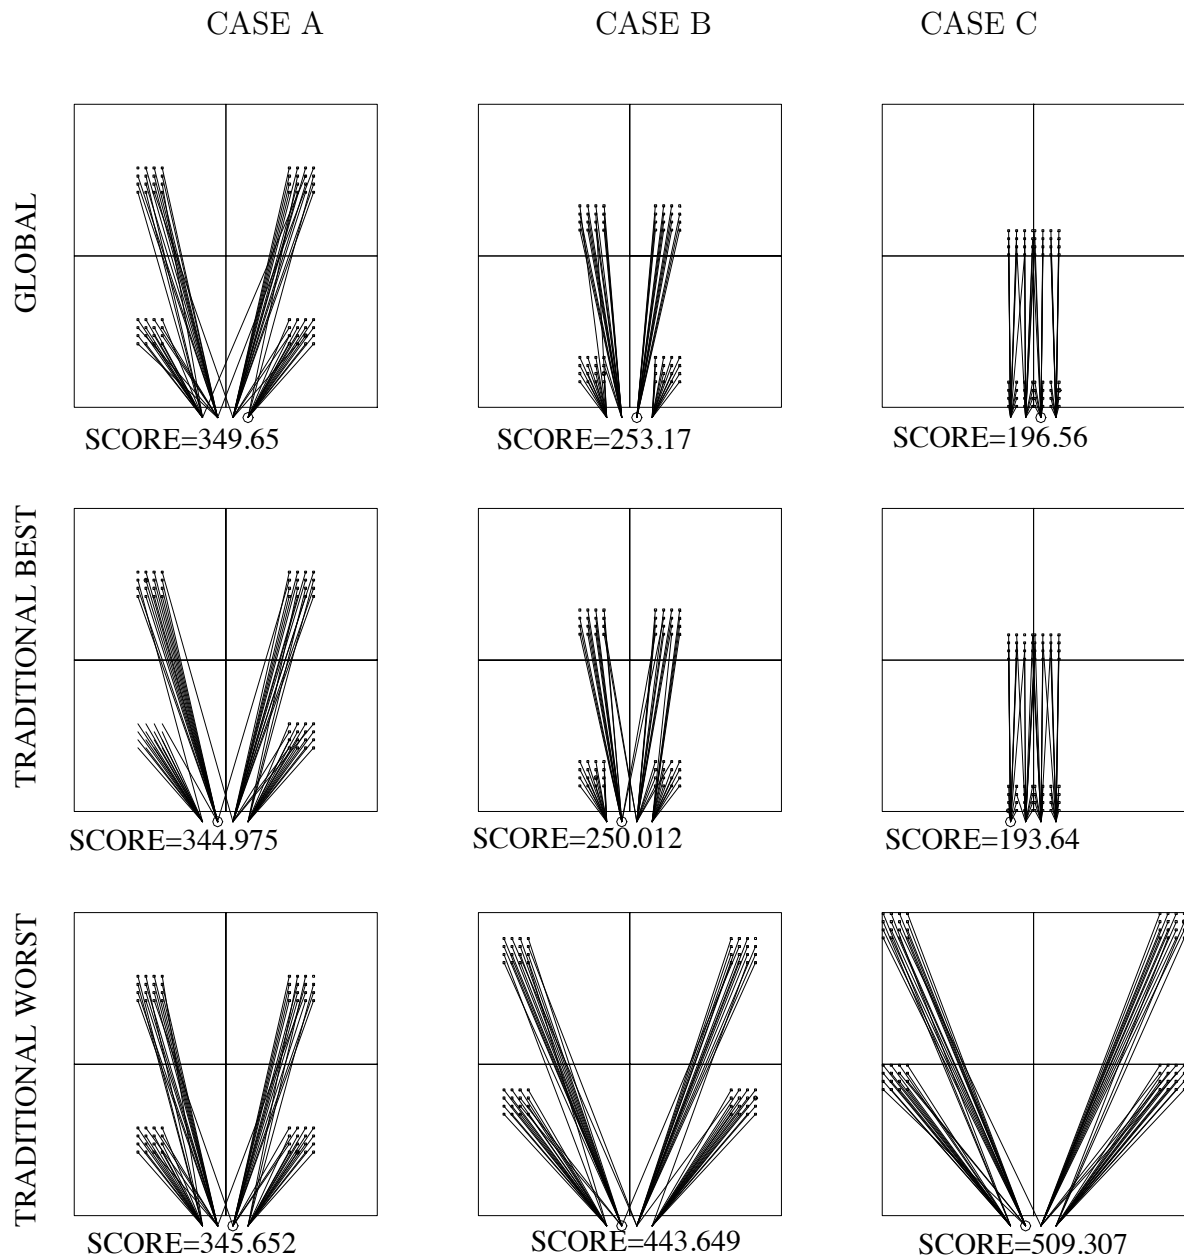 CASE A
CASE B
CASE C
GLOBAL
SCORE=349.65
SCORE=253.17
SCORE=196.56
TRADITIONAL BEST
SCORE=344.975
SCORE=250.012
SCORE=193.64
TRADITIONAL WORST
SCORE=345.652
SCORE=443.649
SCORE=509.307